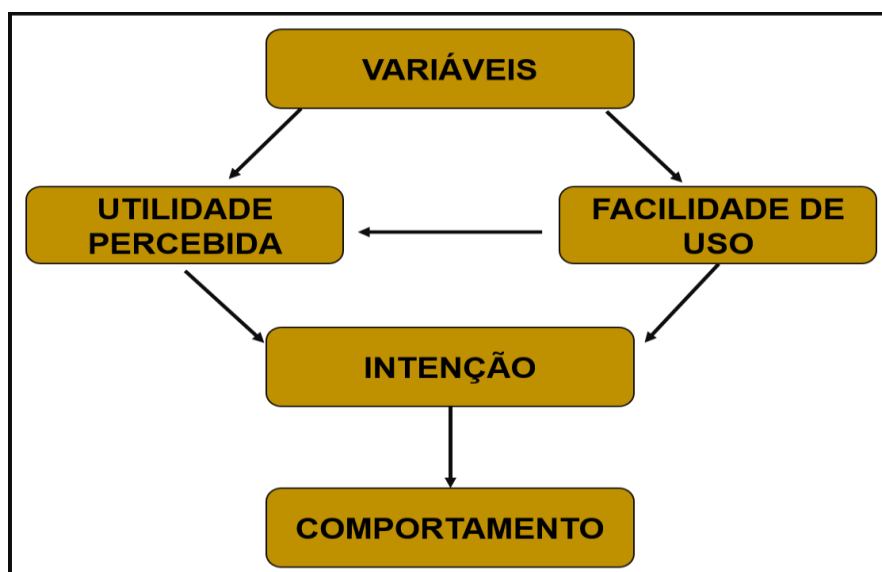 VARIÁVEIS
UTILIDADE
PERCEBIDA
FACILIDADE DE
USO
INTENÇÃO
COMPORTAMENTO